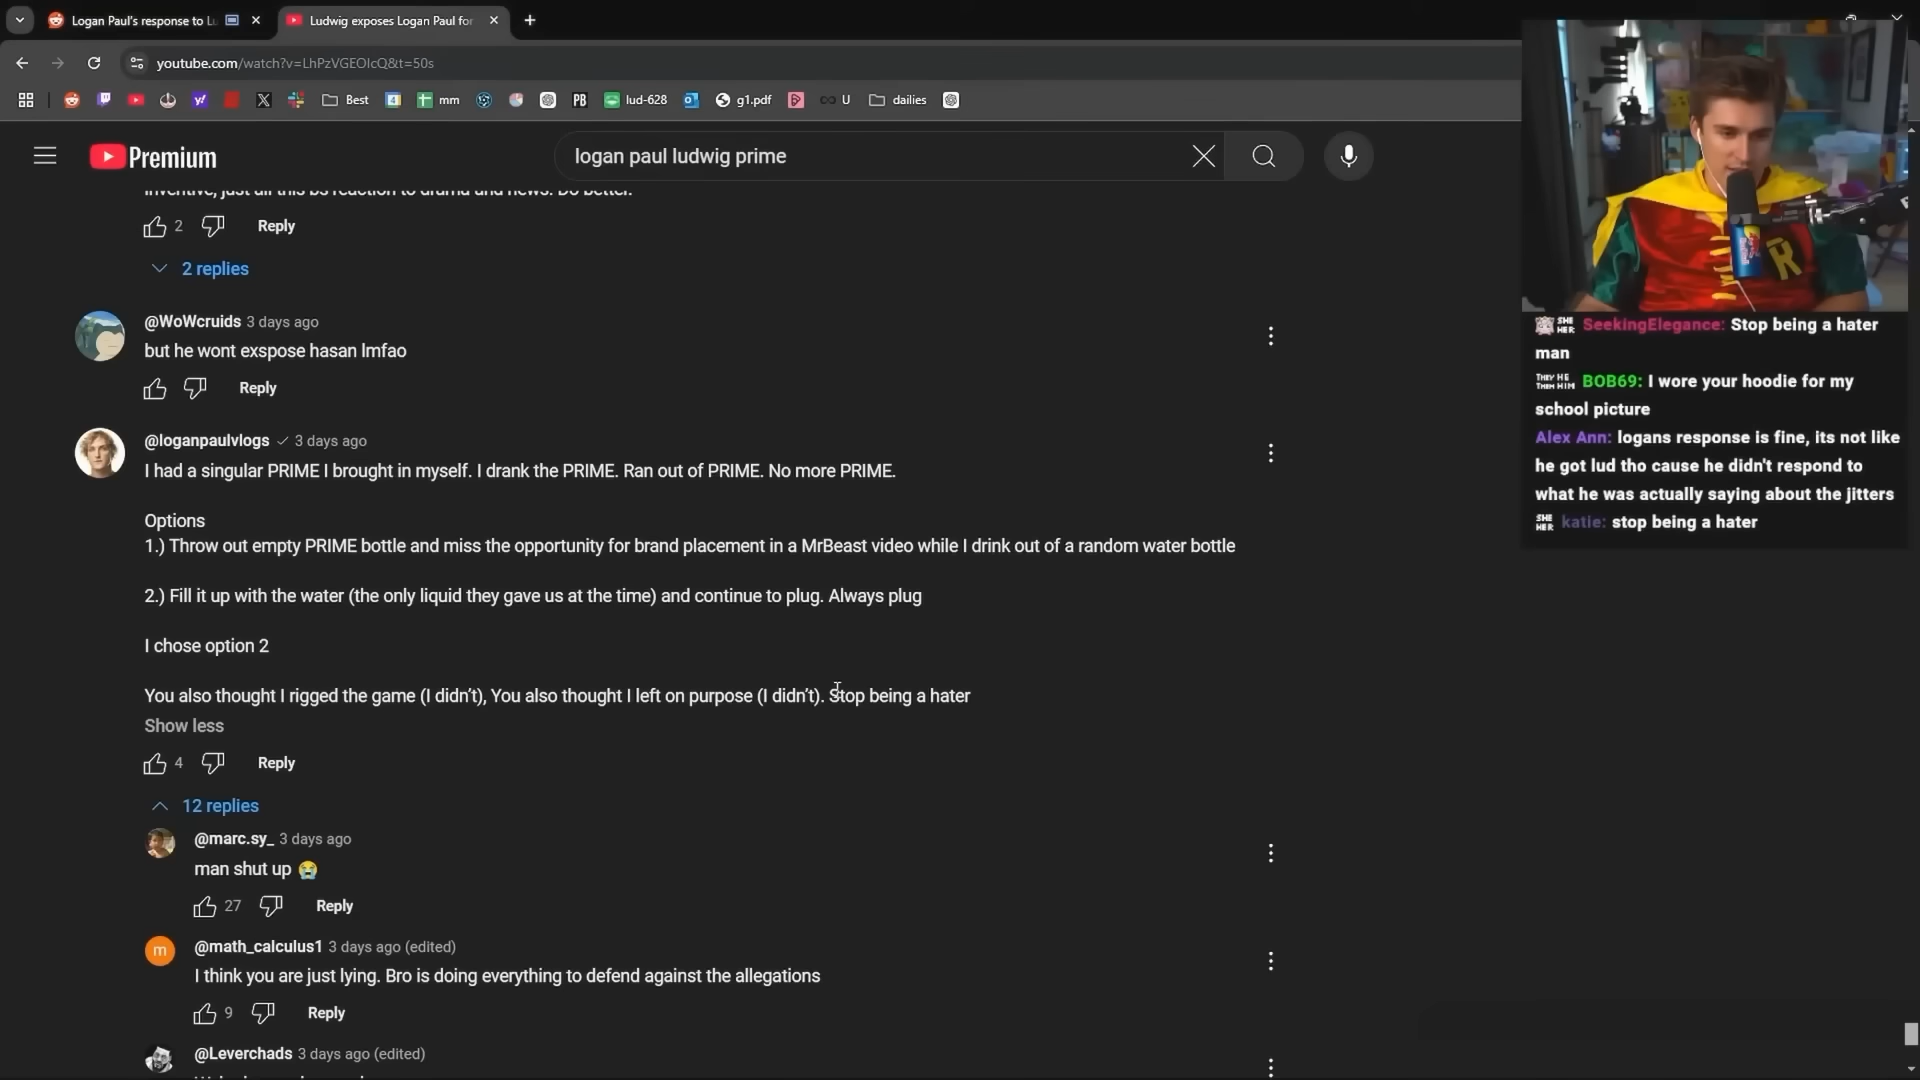 Logan Paul's response to Lu
Ludwig exposes Logan Paul for
youtube.com/watch?v=LhPzVGEOIcQ&t=50s
Best
mm
PB
lud-628
g1.pdf
U
dailies
Premium
logan paul ludwig prime
inventive, just all this bs reaction to drama and news. Do better.
2
Reply
2 replies
@WoWcruids 3 days ago
but he wont exspose hasan lmfao
Reply
@loganpaulvlogs 3 days ago
I had a singular PRIME I brought in myself. I drank the PRIME. Ran out of PRIME. No more PRIME.
Options
1.) Throw out empty PRIME bottle and miss the opportunity for brand placement in a MrBeast video while I drink out of a random water bottle
2.) Fill it up with the water (the only liquid they gave us at the time) and continue to plug. Always plug
I chose option 2
You also thought I rigged the game (I didn't), You also thought I left on purpose (I didn't). Stop being a hater
Show less
4
Reply
12 replies
@marc.sy_ 3 days ago
man shut up 😭
27
Reply
m
@math_calculus1 3 days ago (edited)
I think you are just lying. Bro is doing everything to defend against the allegations
9
Reply
@Leverchads 3 days ago (edited)
R
SHE
HER SeekingElegance: Stop being a hater
man
THEY HE
THEM HIM BOB69: I wore your hoodie for my
school picture
Alex Ann: logans response is fine, its not like
he got lud tho cause he didn't respond to
what he was actually saying about the jitters
SHE
HER katie: stop being a hater